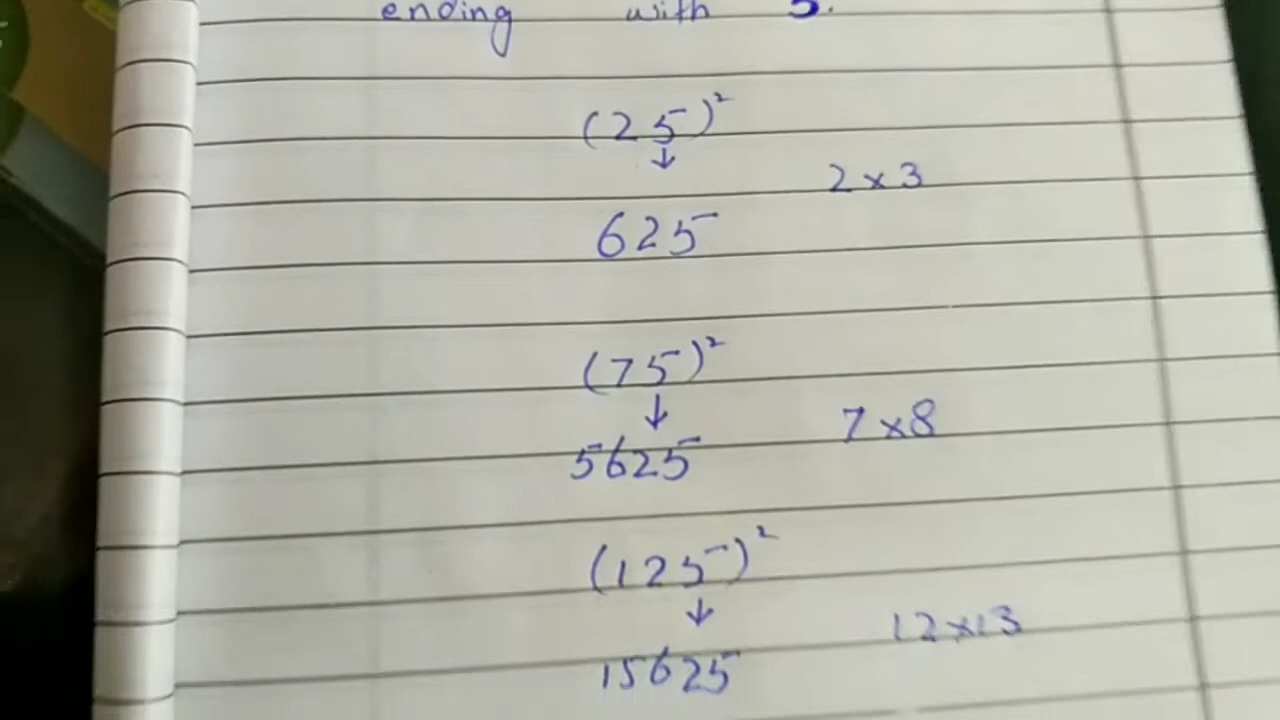 ending with 5.
(25)²
↓
2 x 3
625
(75)²
↓
7 x 8
5625
(125)²
↓
12 x 13
15625